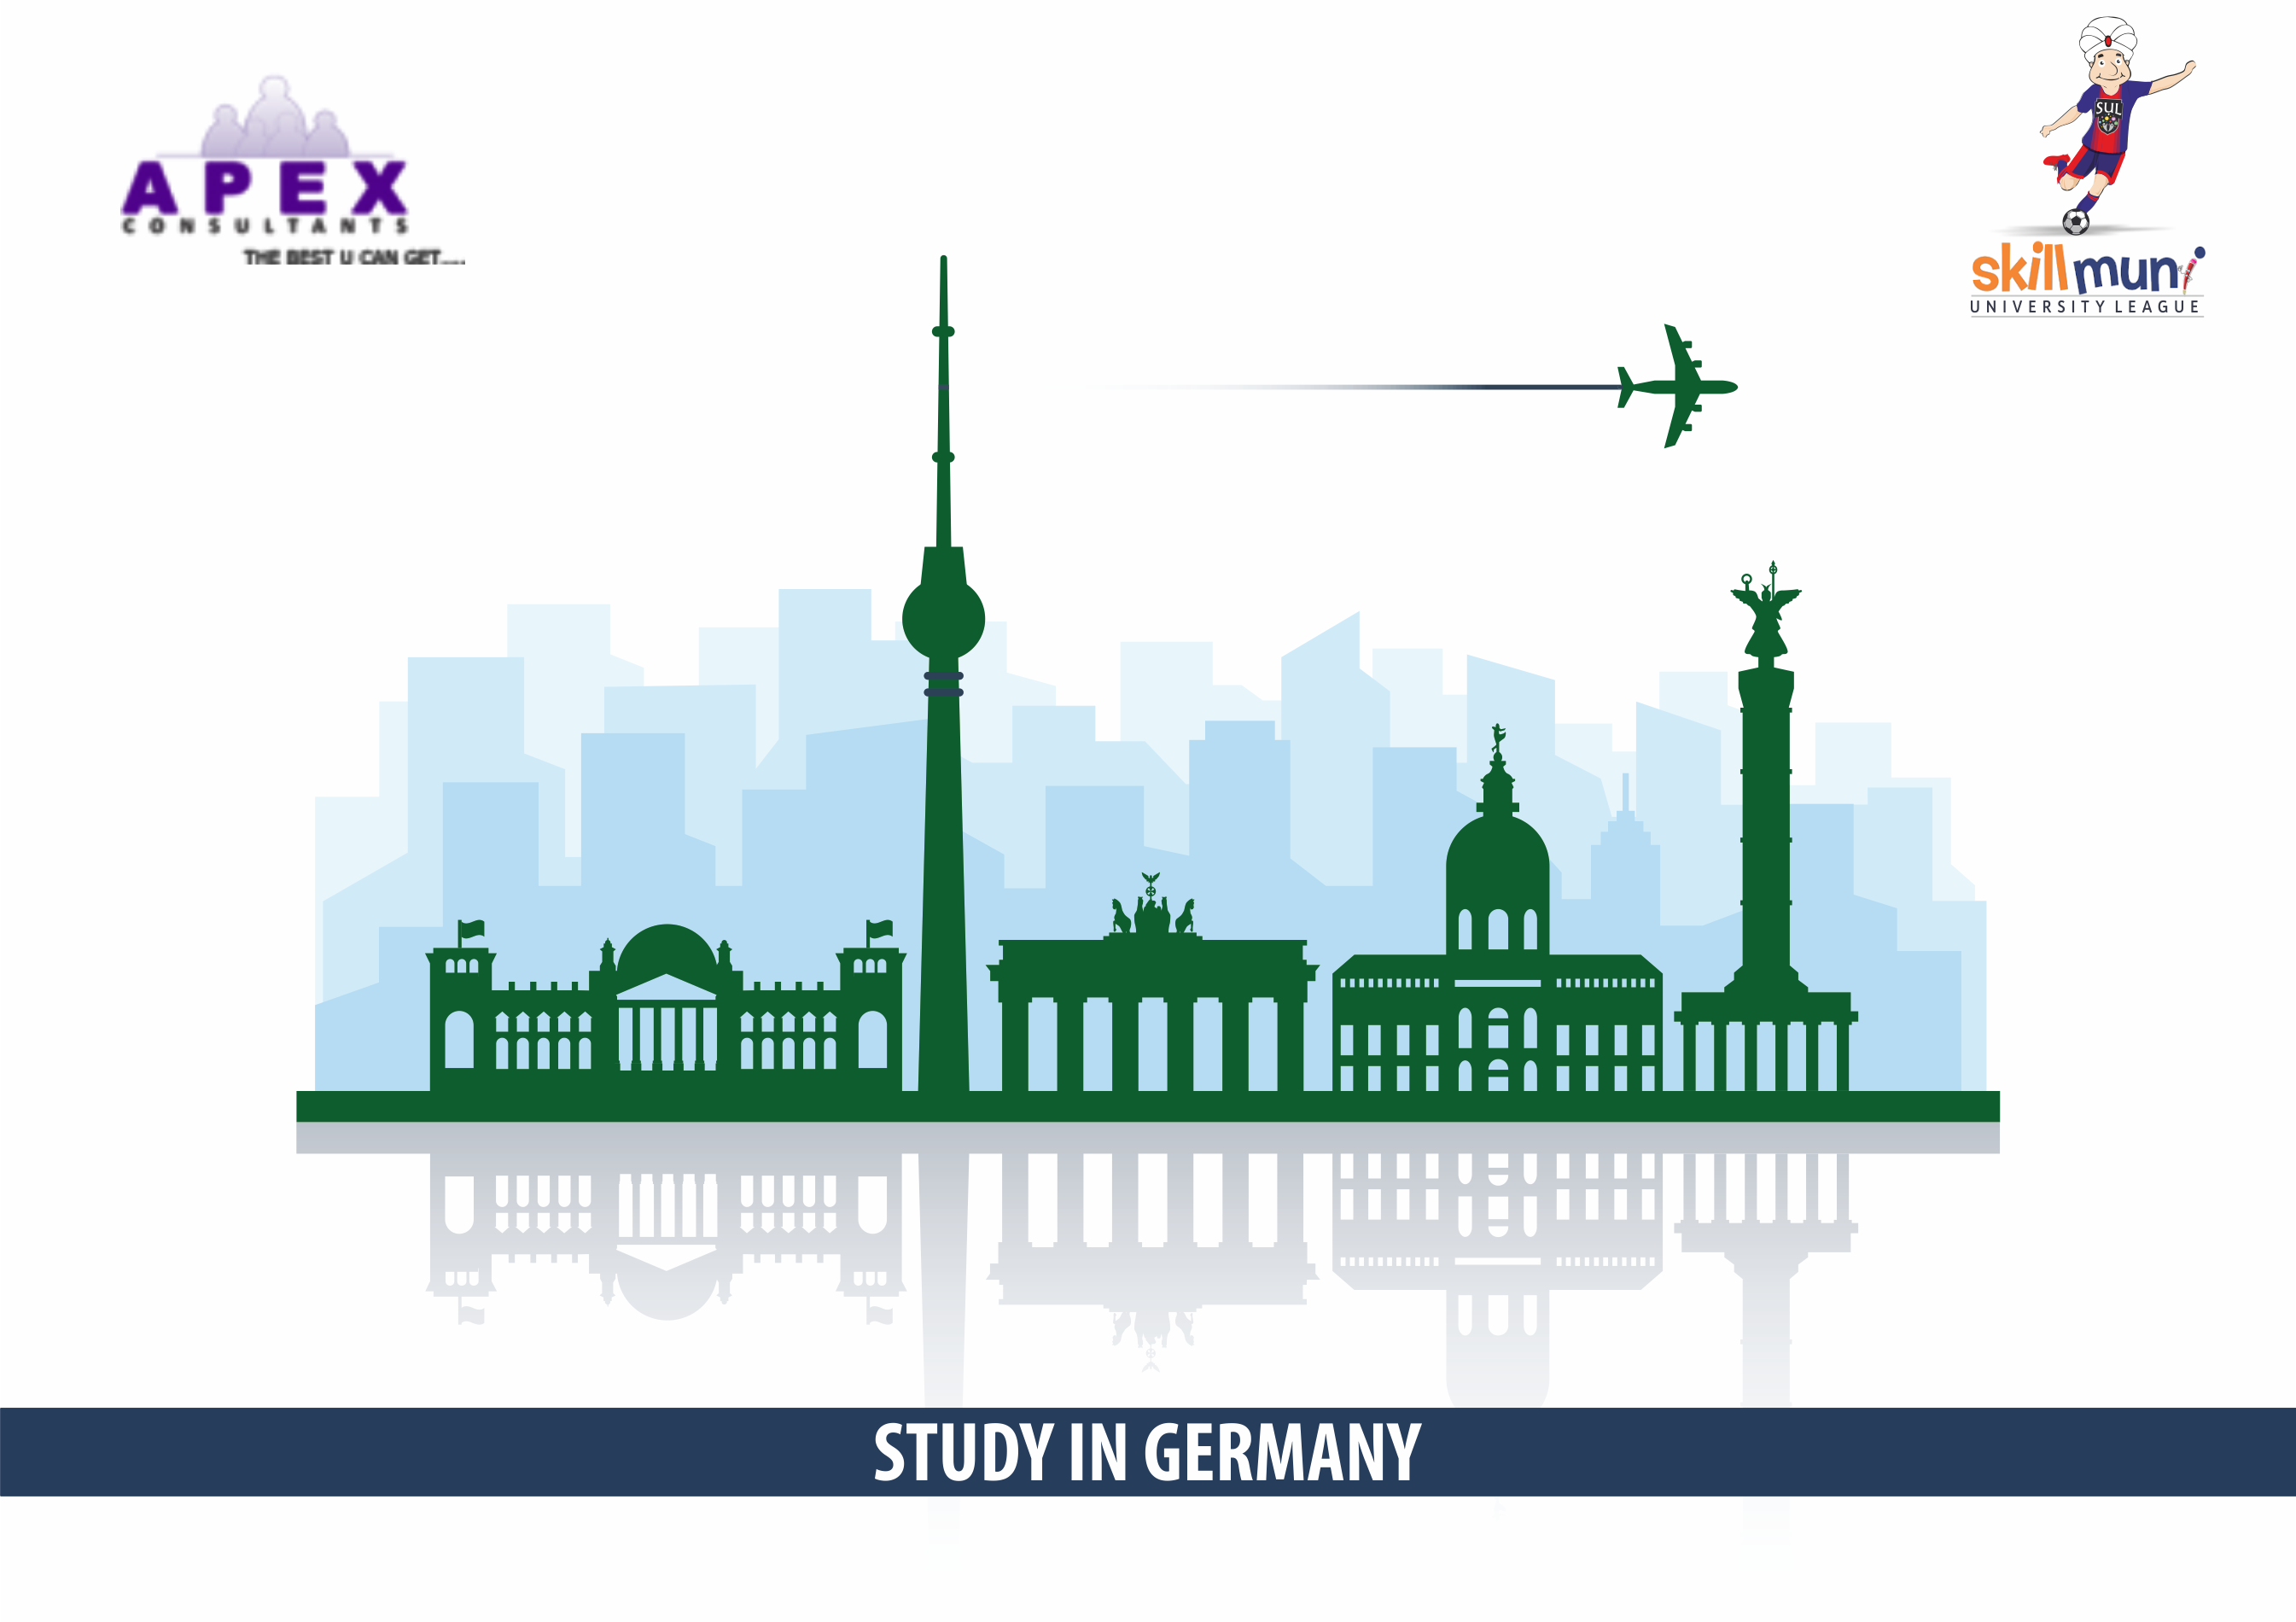 APEX
CONSULTANTS
THE BEST U CAN GET.....
SUL
skillmuni
UNIVERSITY LEAGUE
STUDY IN GERMANY